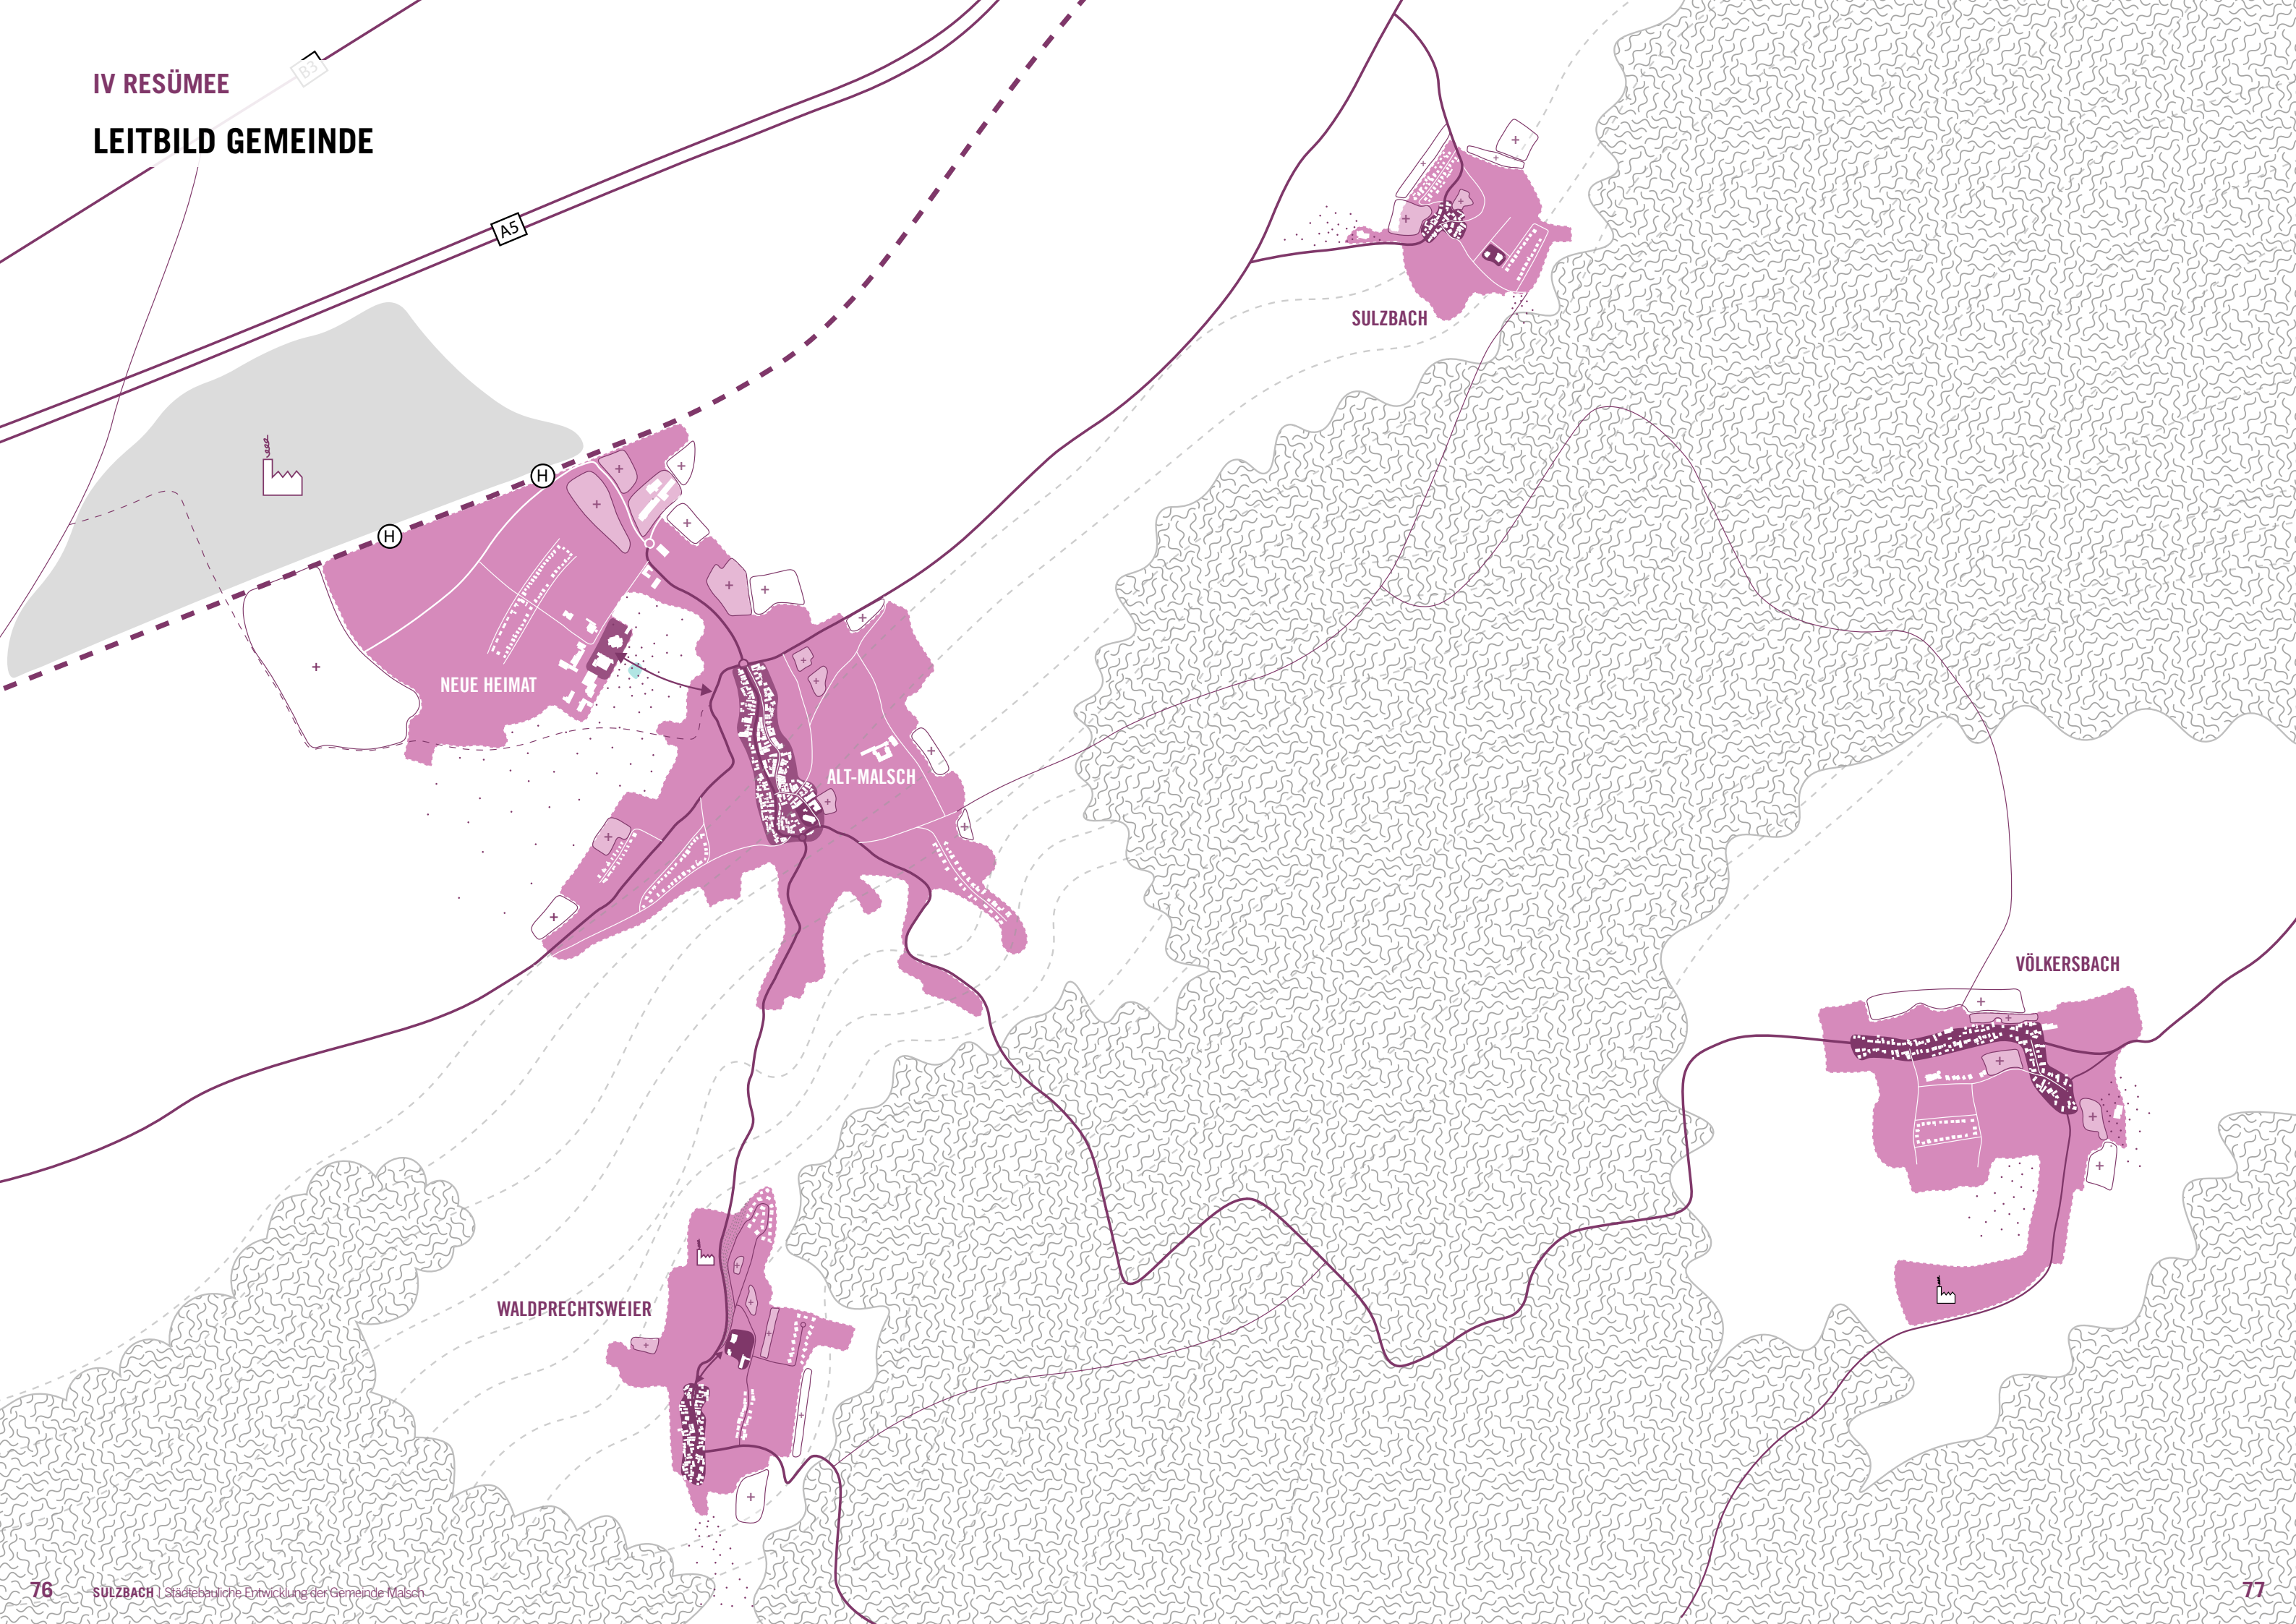 B3
IV RESÜMEE
LEITBILD GEMEINDE
A5
SULZBACH
H
H
NEUE HEIMAT
ALT-MALSCH
VÖLKERSBACH
WALDPRECHTSWEIER
76
SULZBACH | Städtebauliche Entwicklung der Gemeinde Malsch
77